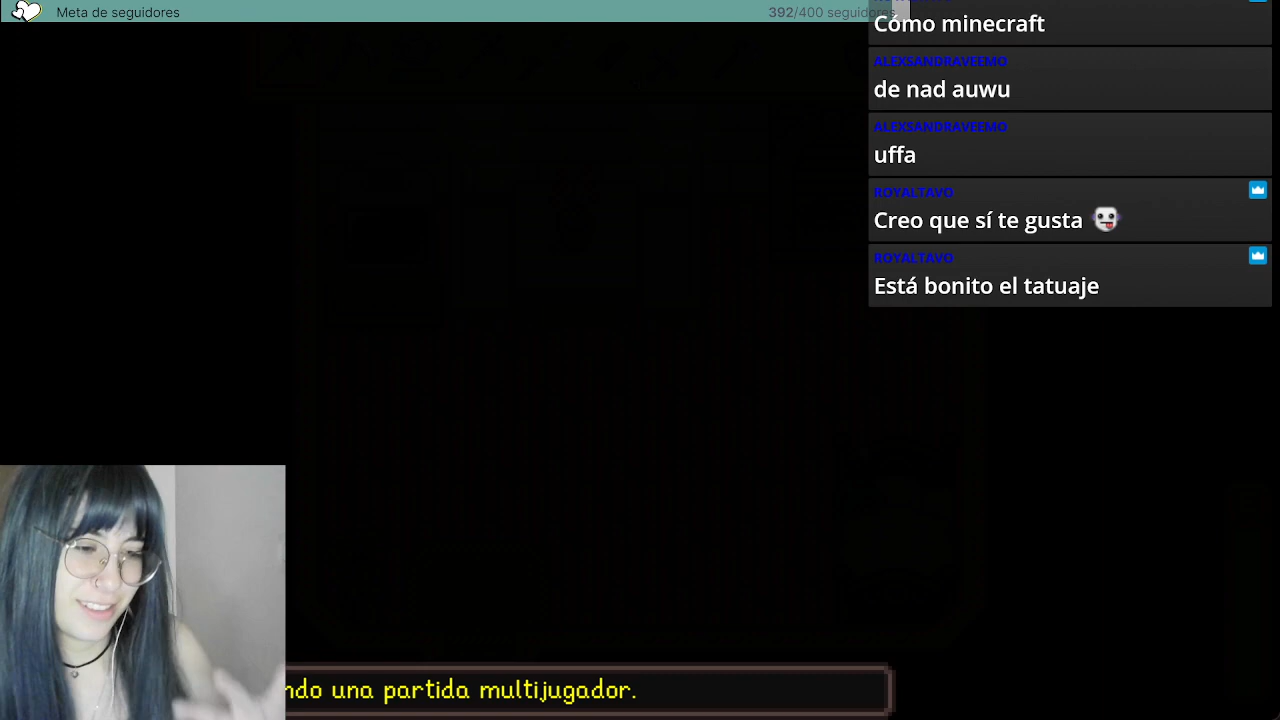 Meta de seguidores
392/400 seguidores
Cómo minecraft
ALEXSANDRAVEEMO
de nad auwu
ALEXSANDRAVEEMO
uffa
ROYALTAVO
Creo que sí te gusta
ROYALTAVO
Está bonito el tatuaje
ndo una partida multijugador.